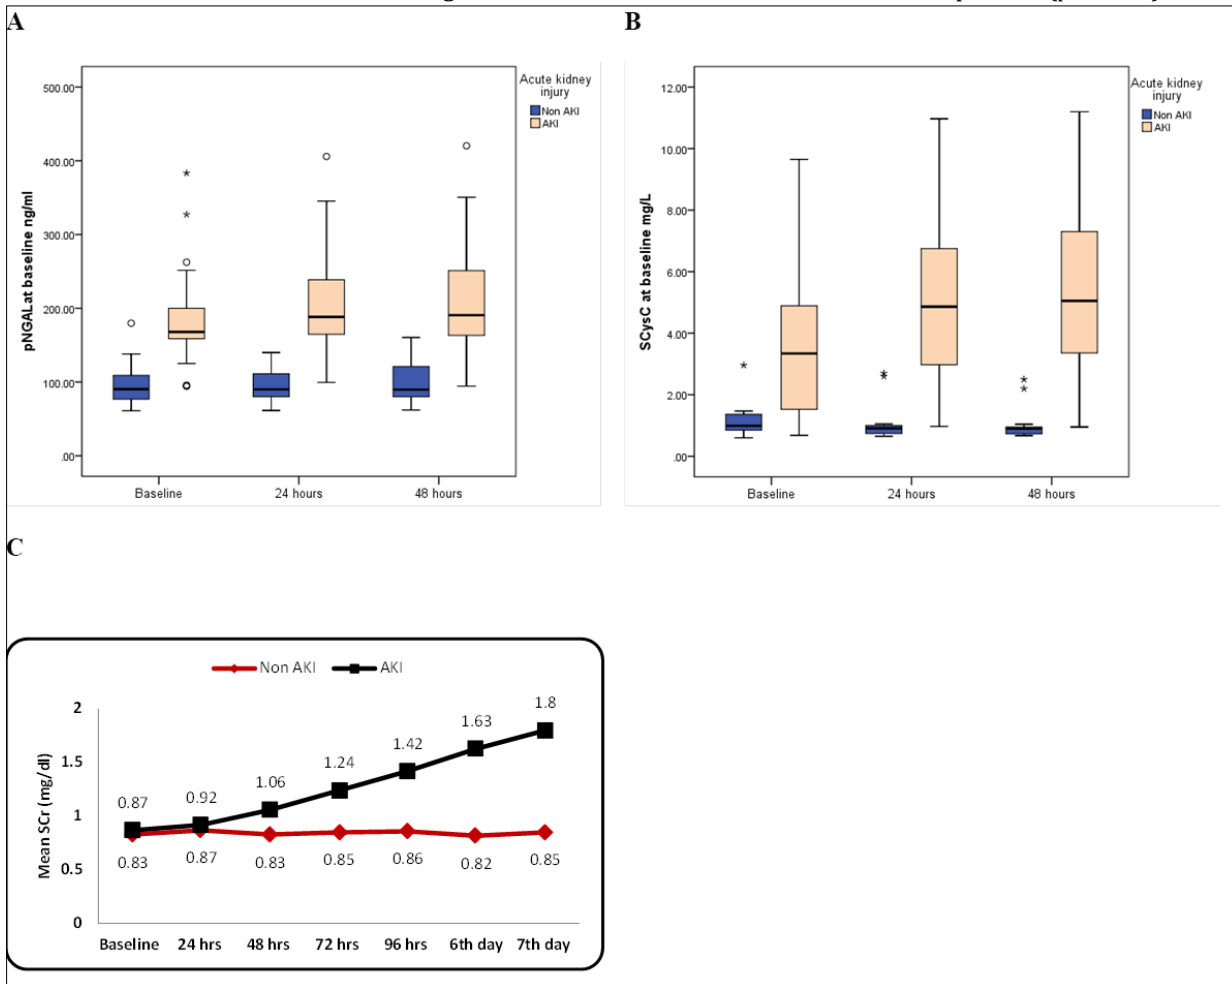 A
B
500.00
400.00
300.00
200.00
100.00
.00
pNGALat baseline ng/ml
Baseline
24 hours
48 hours
Acute kidney
injury
Non AKI
AKI
12.00
10.00
8.00
6.00
4.00
2.00
.00
SCysC at baseline mg/L
Baseline
24 hours
48 hours
Acute kidney
injury
Non AKI
AKI
C
Non AKI
AKI
2
1.5
1
0.5
0
Mean SCr (mg/dl)
0.87
0.92
1.06
1.24
1.42
1.63
1.8
0.83
0.87
0.83
0.85
0.86
0.82
0.85
Baseline
24 hrs
48 hrs
72 hrs
96 hrs
6th day
7th day